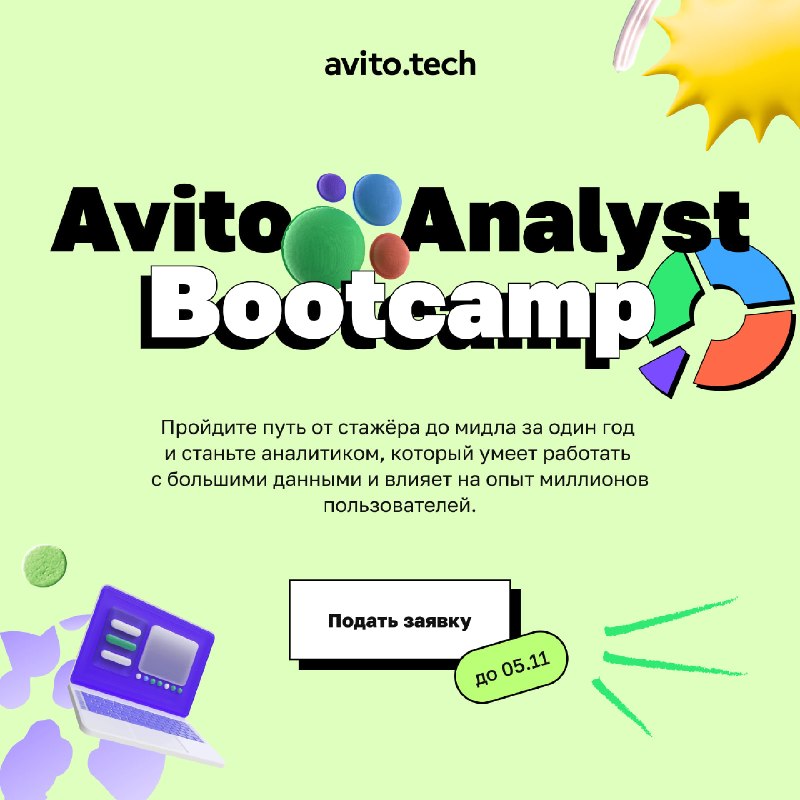 avito.tech
Avito Analyst
Bootcamp
Пройдите путь от стажёра до мидла за один год
и станьте аналитиком, который умеет работать
с большими данными и влияет на опыт миллионов
пользователей.
Подать заявку
до 05.11